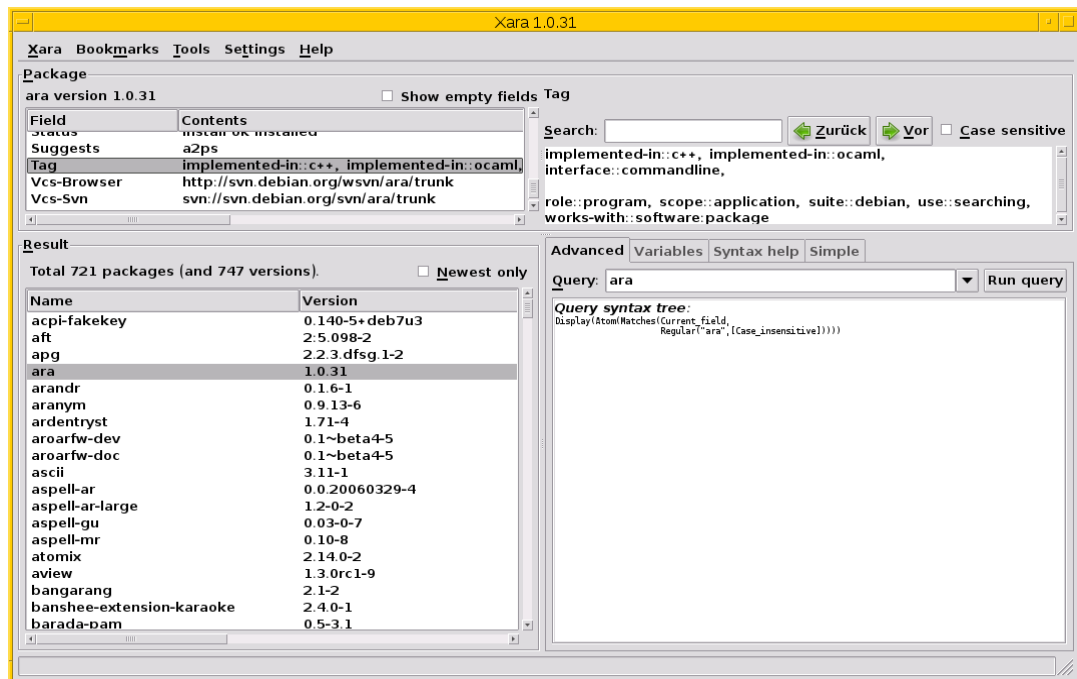 Xara 1.0.31
Xara Bookmarks Tools Settings Help
Package
ara version 1.0.31
Show empty fields
Field Contents
Status install ok installed
Suggests a2ps
Tag implemented-in::c++, implemented-in::ocaml,
Vcs-Browser http://svn.debian.org/wsvn/ara/trunk
Vcs-Svn svn://svn.debian.org/svn/ara/trunk
Tag
Search: Zurück Vor Case sensitive
implemented-in::c++, implemented-in::ocaml,
interface::commandline,
role::program, scope::application, suite::debian, use::searching,
works-with::software:package
Result
Total 721 packages (and 747 versions).
Newest only
Name Version
acpi-fakekey 0.140-5+deb7u3
aft 2:5.098-2
apg 2.2.3.dfsg.1-2
ara 1.0.31
arandr 0.1.6-1
aranym 0.9.13-6
ardentryst 1.71-4
aroarfw-dev 0.1~beta4-5
aroarfw-doc 0.1~beta4-5
ascii 3.11-1
aspell-ar 0.0.20060329-4
aspell-ar-large 1.2-0-2
aspell-gu 0.03-0-7
aspell-mr 0.10-8
atomix 2.14.0-2
aview 1.3.0rc1-9
bangarang 2.1-2
banshee-extension-karaoke 2.4.0-1
barada-pam 0.5-3.1
Advanced Variables Syntax help Simple
Query: ara Run query
Query syntax tree:
Display(Atom(Matches(Current_field,
Regular("ara",[Case_insensitive]))))